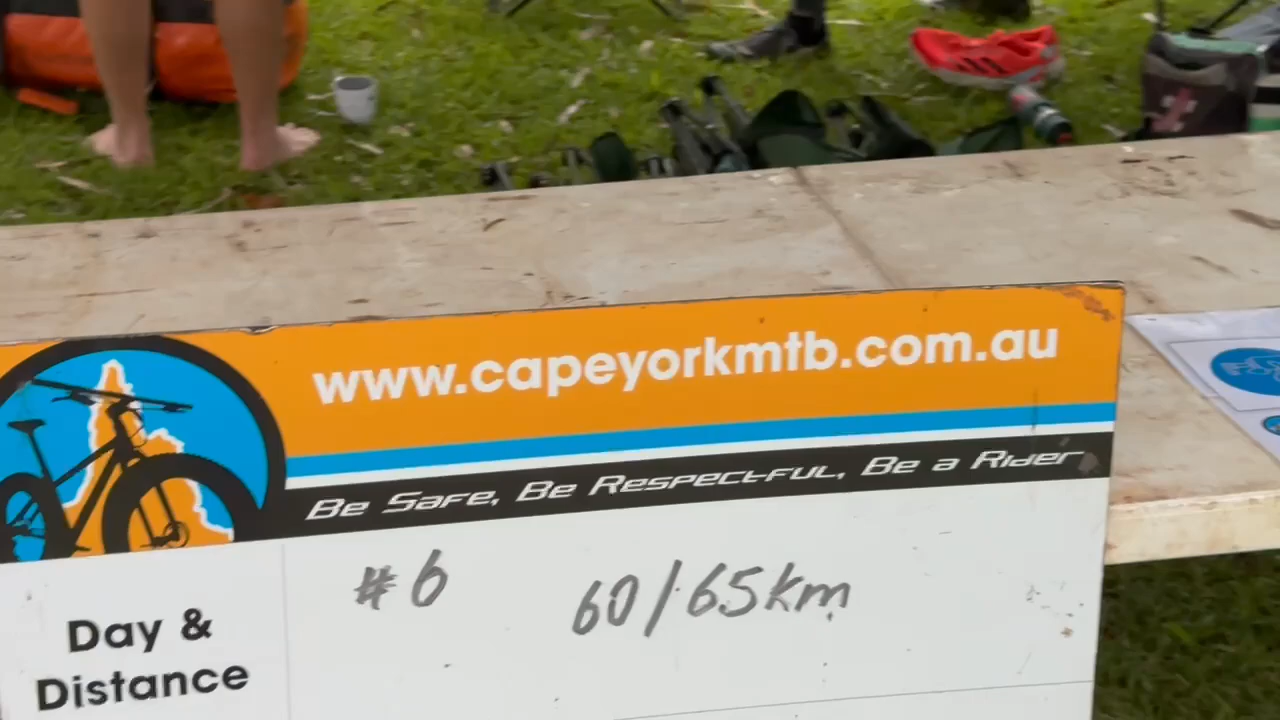 www.capeyorkmtb.com.au
Be Safe, Be Respectful, Be a Rider
#6 60/65km
Day &
Distance